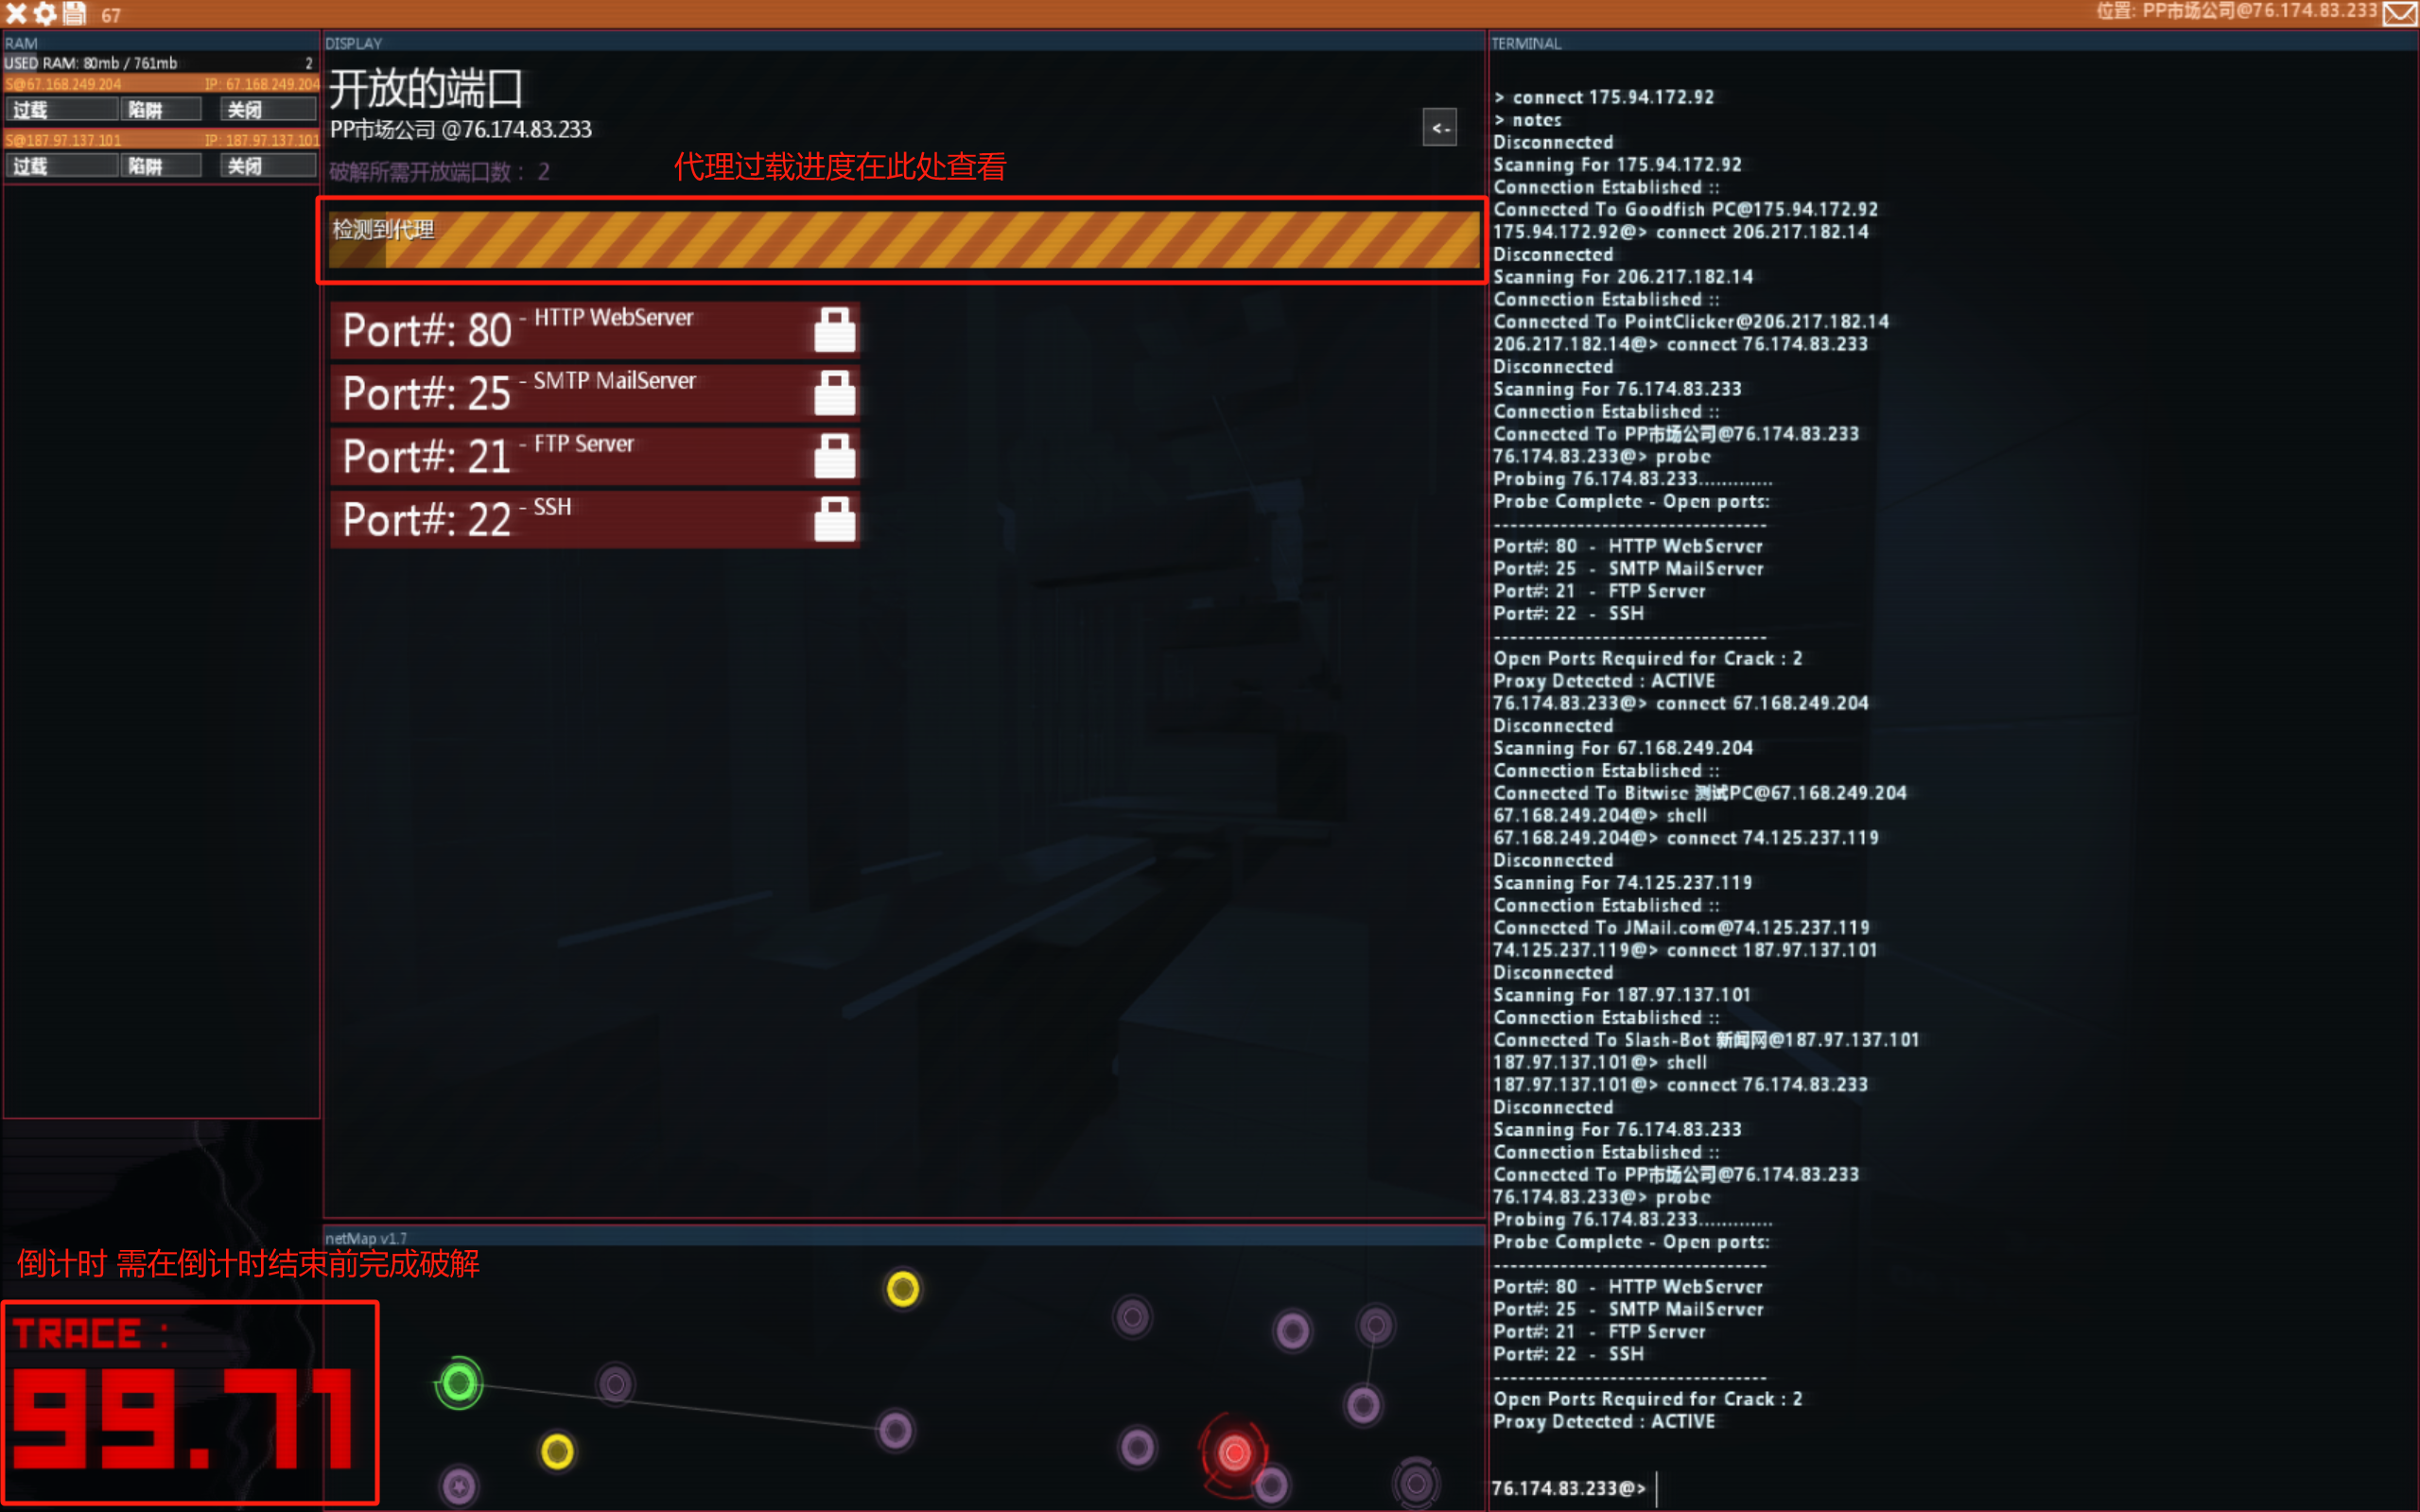 67
位置: PP市场公司@76.174.83.233
RAM
USED RAM: 80mb / 761mb
2
S@67.168.249.204
IP: 67.168.249.204
过载
陷阱
关闭
S@187.97.137.101
IP: 187.97.137.101
过载
陷阱
关闭
DISPLAY
开放的端口
PP市场公司 @76.174.83.233
<-
破解所需开放端口数： 2
代理过载进度在此处查看
检测到代理
Port#: 80 - HTTP WebServer
Port#: 25 - SMTP MailServer
Port#: 21 - FTP Server
Port#: 22 - SSH
倒计时 需在倒计时结束前完成破解
TRACE :
99.71
netMap v1.7
TERMINAL
> connect 175.94.172.92
> notes
Disconnected
Scanning For 175.94.172.92
Connection Established ::
Connected To Goodfish PC@175.94.172.92
175.94.172.92@> connect 206.217.182.14
Disconnected
Scanning For 206.217.182.14
Connection Established ::
Connected To PointClicker@206.217.182.14
206.217.182.14@> connect 76.174.83.233
Disconnected
Scanning For 76.174.83.233
Connection Established ::
Connected To PP市场公司@76.174.83.233
76.174.83.233@> probe
Probing 76.174.83.233.............
Probe Complete - Open ports:
---------------------------------
Port#: 80  -  HTTP WebServer
Port#: 25  -  SMTP MailServer
Port#: 21  -  FTP Server
Port#: 22  -  SSH
---------------------------------
Open Ports Required for Crack : 2
Proxy Detected : ACTIVE
76.174.83.233@> connect 67.168.249.204
Disconnected
Scanning For 67.168.249.204
Connection Established ::
Connected To Bitwise 测试PC@67.168.249.204
67.168.249.204@> shell
67.168.249.204@> connect 74.125.237.119
Disconnected
Scanning For 74.125.237.119
Connection Established ::
Connected To JMail.com@74.125.237.119
74.125.237.119@> connect 187.97.137.101
Disconnected
Scanning For 187.97.137.101
Connection Established ::
Connected To Slash-Bot 新闻网@187.97.137.101
187.97.137.101@> shell
187.97.137.101@> connect 76.174.83.233
Disconnected
Scanning For 76.174.83.233
Connection Established ::
Connected To PP市场公司@76.174.83.233
76.174.83.233@> probe
Probing 76.174.83.233.............
Probe Complete - Open ports:
---------------------------------
Port#: 80  -  HTTP WebServer
Port#: 25  -  SMTP MailServer
Port#: 21  -  FTP Server
Port#: 22  -  SSH
---------------------------------
Open Ports Required for Crack : 2
Proxy Detected : ACTIVE
76.174.83.233@>